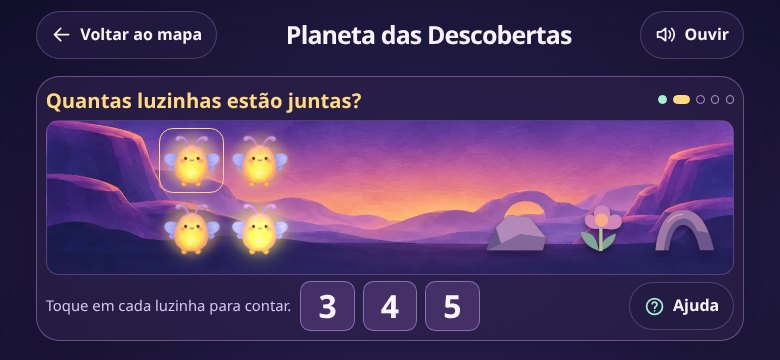 Voltar ao mapa
Planeta das Descobertas
Ouvir
Quantas luzinhas estão juntas?
Toque em cada luzinha para contar.
3
4
5
Ajuda